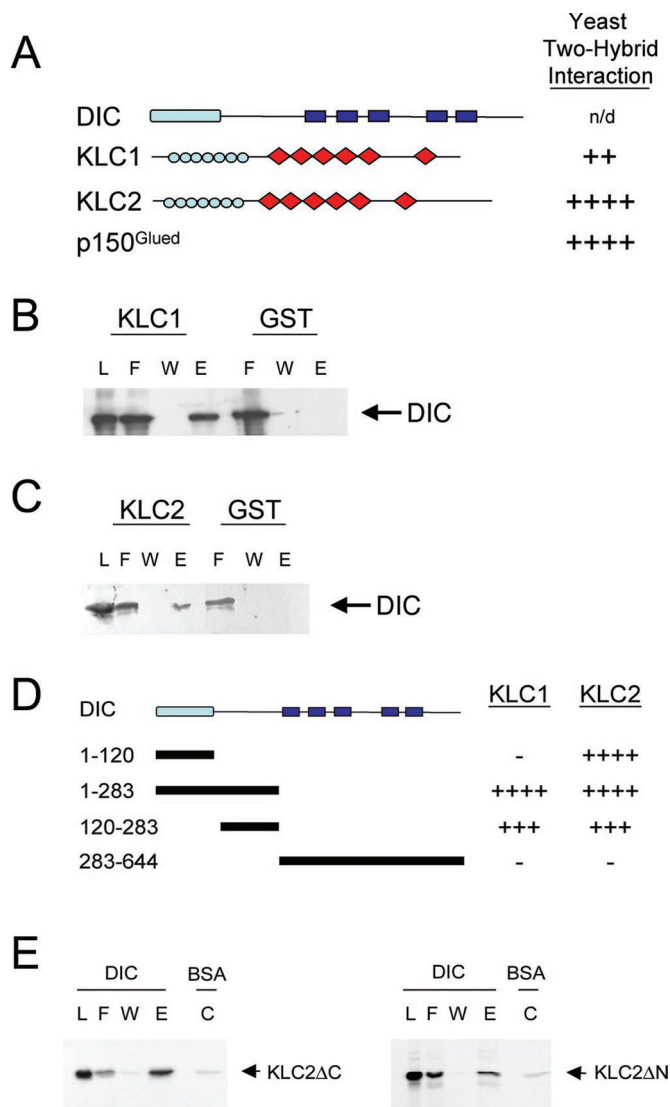 A
Yeast
Two-Hybrid
Interaction
DIC n/d
KLC1 ++
KLC2 ++++
p150Glued ++++
B
KLC1 GST
L F W E F W E
DIC
C
KLC2 GST
L F W E F W E
DIC
D
DIC KLC1 KLC2
1-120 - ++++
1-283 ++++ ++++
120-283 +++ +++
283-644 - -
E
DIC BSA DIC BSA
L F W E C L F W E C
KLC2ΔC KLC2ΔN